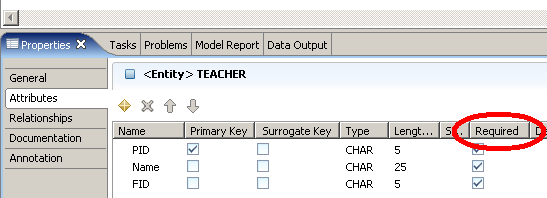 Properties Tasks Problems Model Report Data Output
General
Attributes
Relationships
Documentation
Annotation
<Entity> TEACHER
Name Primary Key Surrogate Key Type Lengt... S... Required
PID CHAR 5
Name CHAR 25
FID CHAR 5